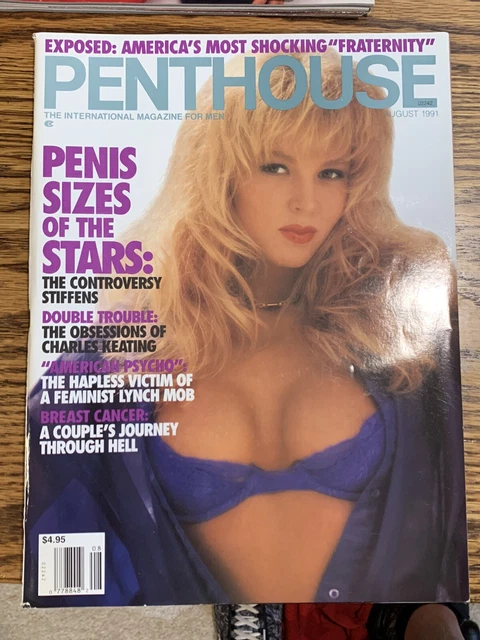 EXPOSED: AMERICA'S MOST SHOCKING "FRATERNITY"
PENTHOUSE
THE INTERNATIONAL MAGAZINE FOR MEN
AUGUST 1991
PENIS
SIZES
OF THE
STARS:
THE CONTROVERSY
STIFFENS
DOUBLE TROUBLE:
THE OBSESSIONS OF
CHARLES KEATING
"AMERICAN PSYCHO":
THE HAPLESS VICTIM OF
A FEMINIST LYNCH MOB
BREAST CANCER:
A COUPLE'S JOURNEY
THROUGH HELL
$4.95
08